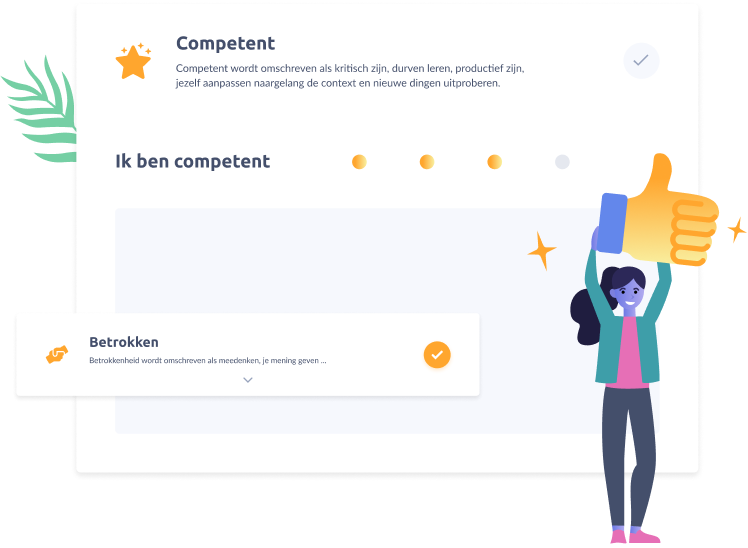 Competent
Competent wordt omschreven als kritisch zijn, durven leren, productief zijn,
jezelf aanpassen naargelang de context en nieuwe dingen uitproberen.
Ik ben competent
Betrokken
Betrokkenheid wordt omschreven als meedenken, je mening geven ...